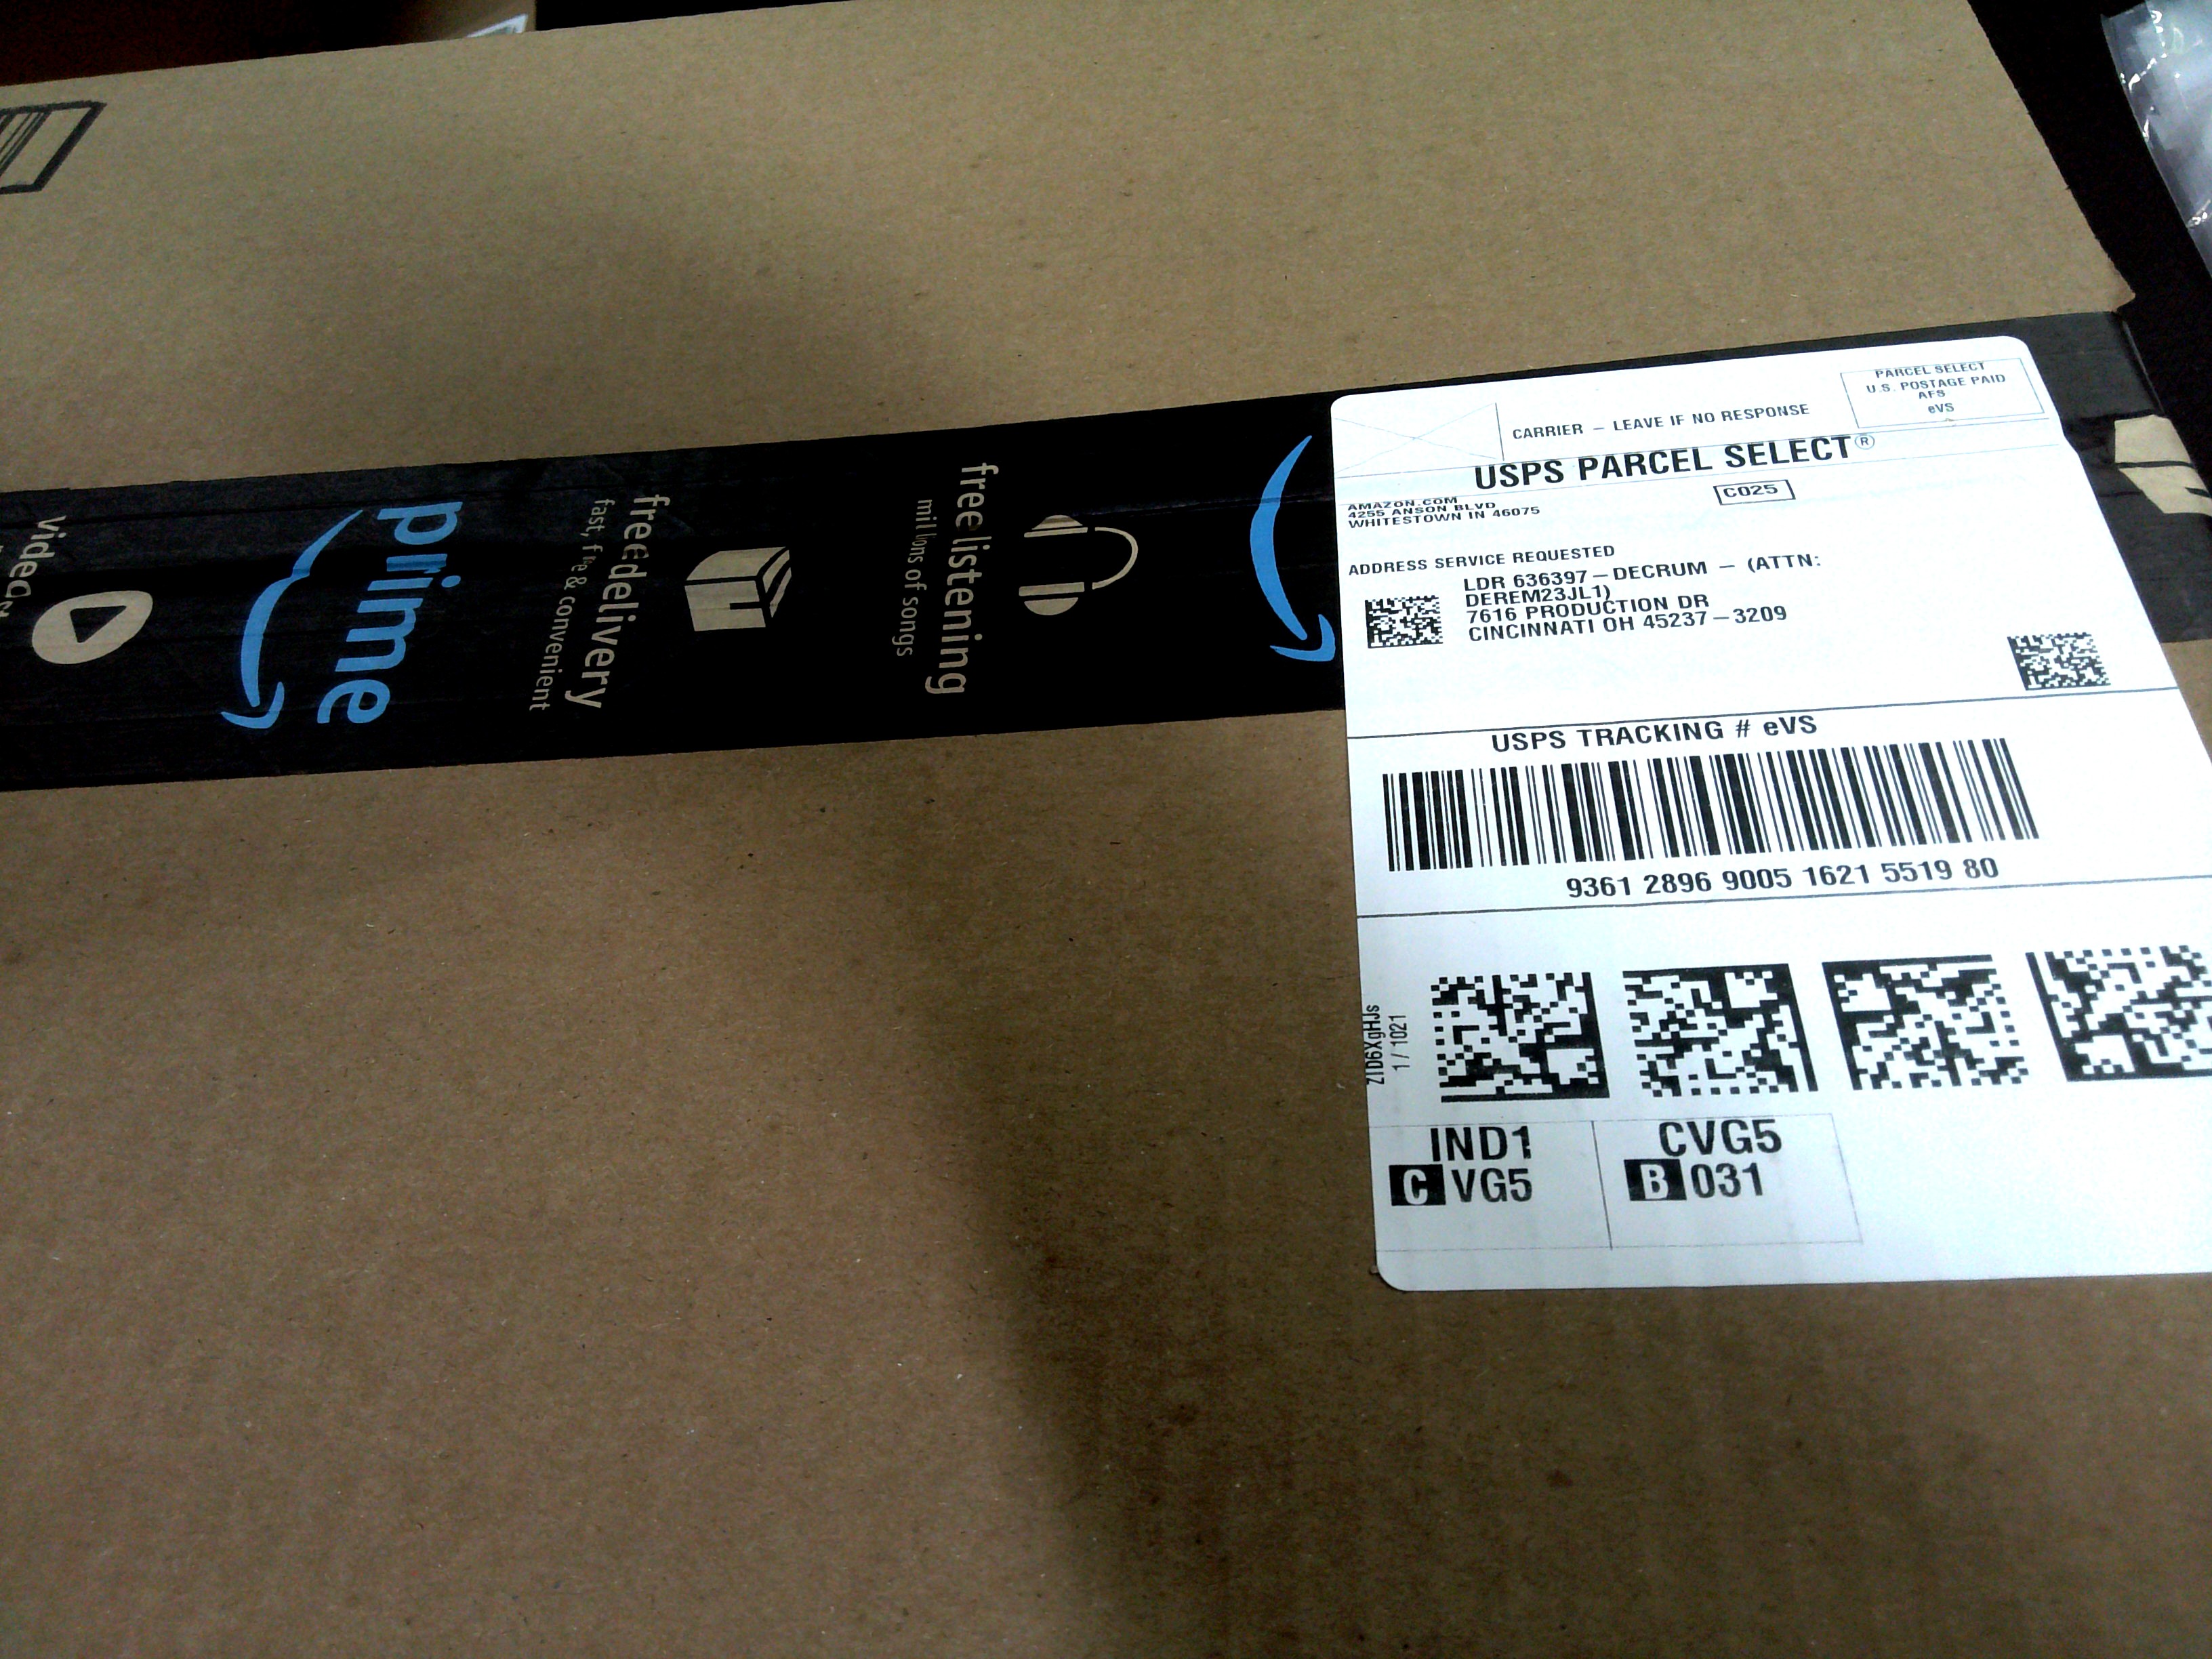 PARCEL SELECT
U.S. POSTAGE PAID
AFS
eVS
CARRIER – LEAVE IF NO RESPONSE
USPS PARCEL SELECT®
C025
AMAZON.COM
4255 ANSON BLVD
WHITESTOWN IN 46075
ADDRESS SERVICE REQUESTED
LDR 636397 – DECRUM – (ATTN:
DEREM23JL1)
7616 PRODUCTION DR
CINCINNATI OH 45237 – 3209
USPS TRACKING # eVS
9361 2896 9005 1621 5519 80
ZTD6XgHJs
1 / 1021
IND1
C VG5
CVG5
B 031
prime
free delivery
fast, free & convenient
free listening
millions of songs